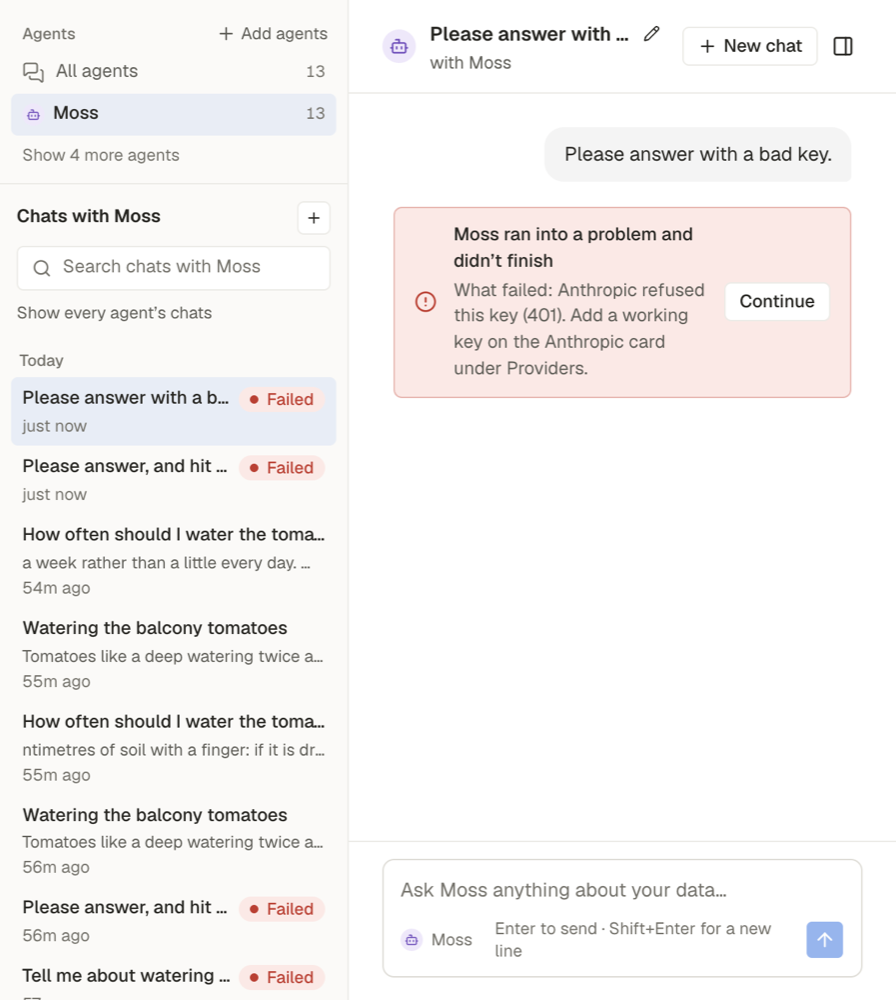 Agents
Add agents
All agents
13
Moss
13
Show 4 more agents
Chats with Moss
Search chats with Moss
Show every agent’s chats
Today
Please answer with a b...
Failed
just now
Please answer, and hit ...
Failed
just now
How often should I water the toma...
a week rather than a little every day. ...
54m ago
Watering the balcony tomatoes
Tomatoes like a deep watering twice a...
55m ago
How often should I water the toma...
ntimetres of soil with a finger: if it is dr...
55m ago
Watering the balcony tomatoes
Tomatoes like a deep watering twice a...
56m ago
Please answer, and hit ...
Failed
56m ago
Tell me about watering ...
Failed
Please answer with ...
with Moss
New chat
Please answer with a bad key.
Moss ran into a problem and
didn’t finish
What failed: Anthropic refused
this key (401). Add a working
key on the Anthropic card
under Providers.
Continue
Ask Moss anything about your data...
Moss
Enter to send · Shift+Enter for a new
line